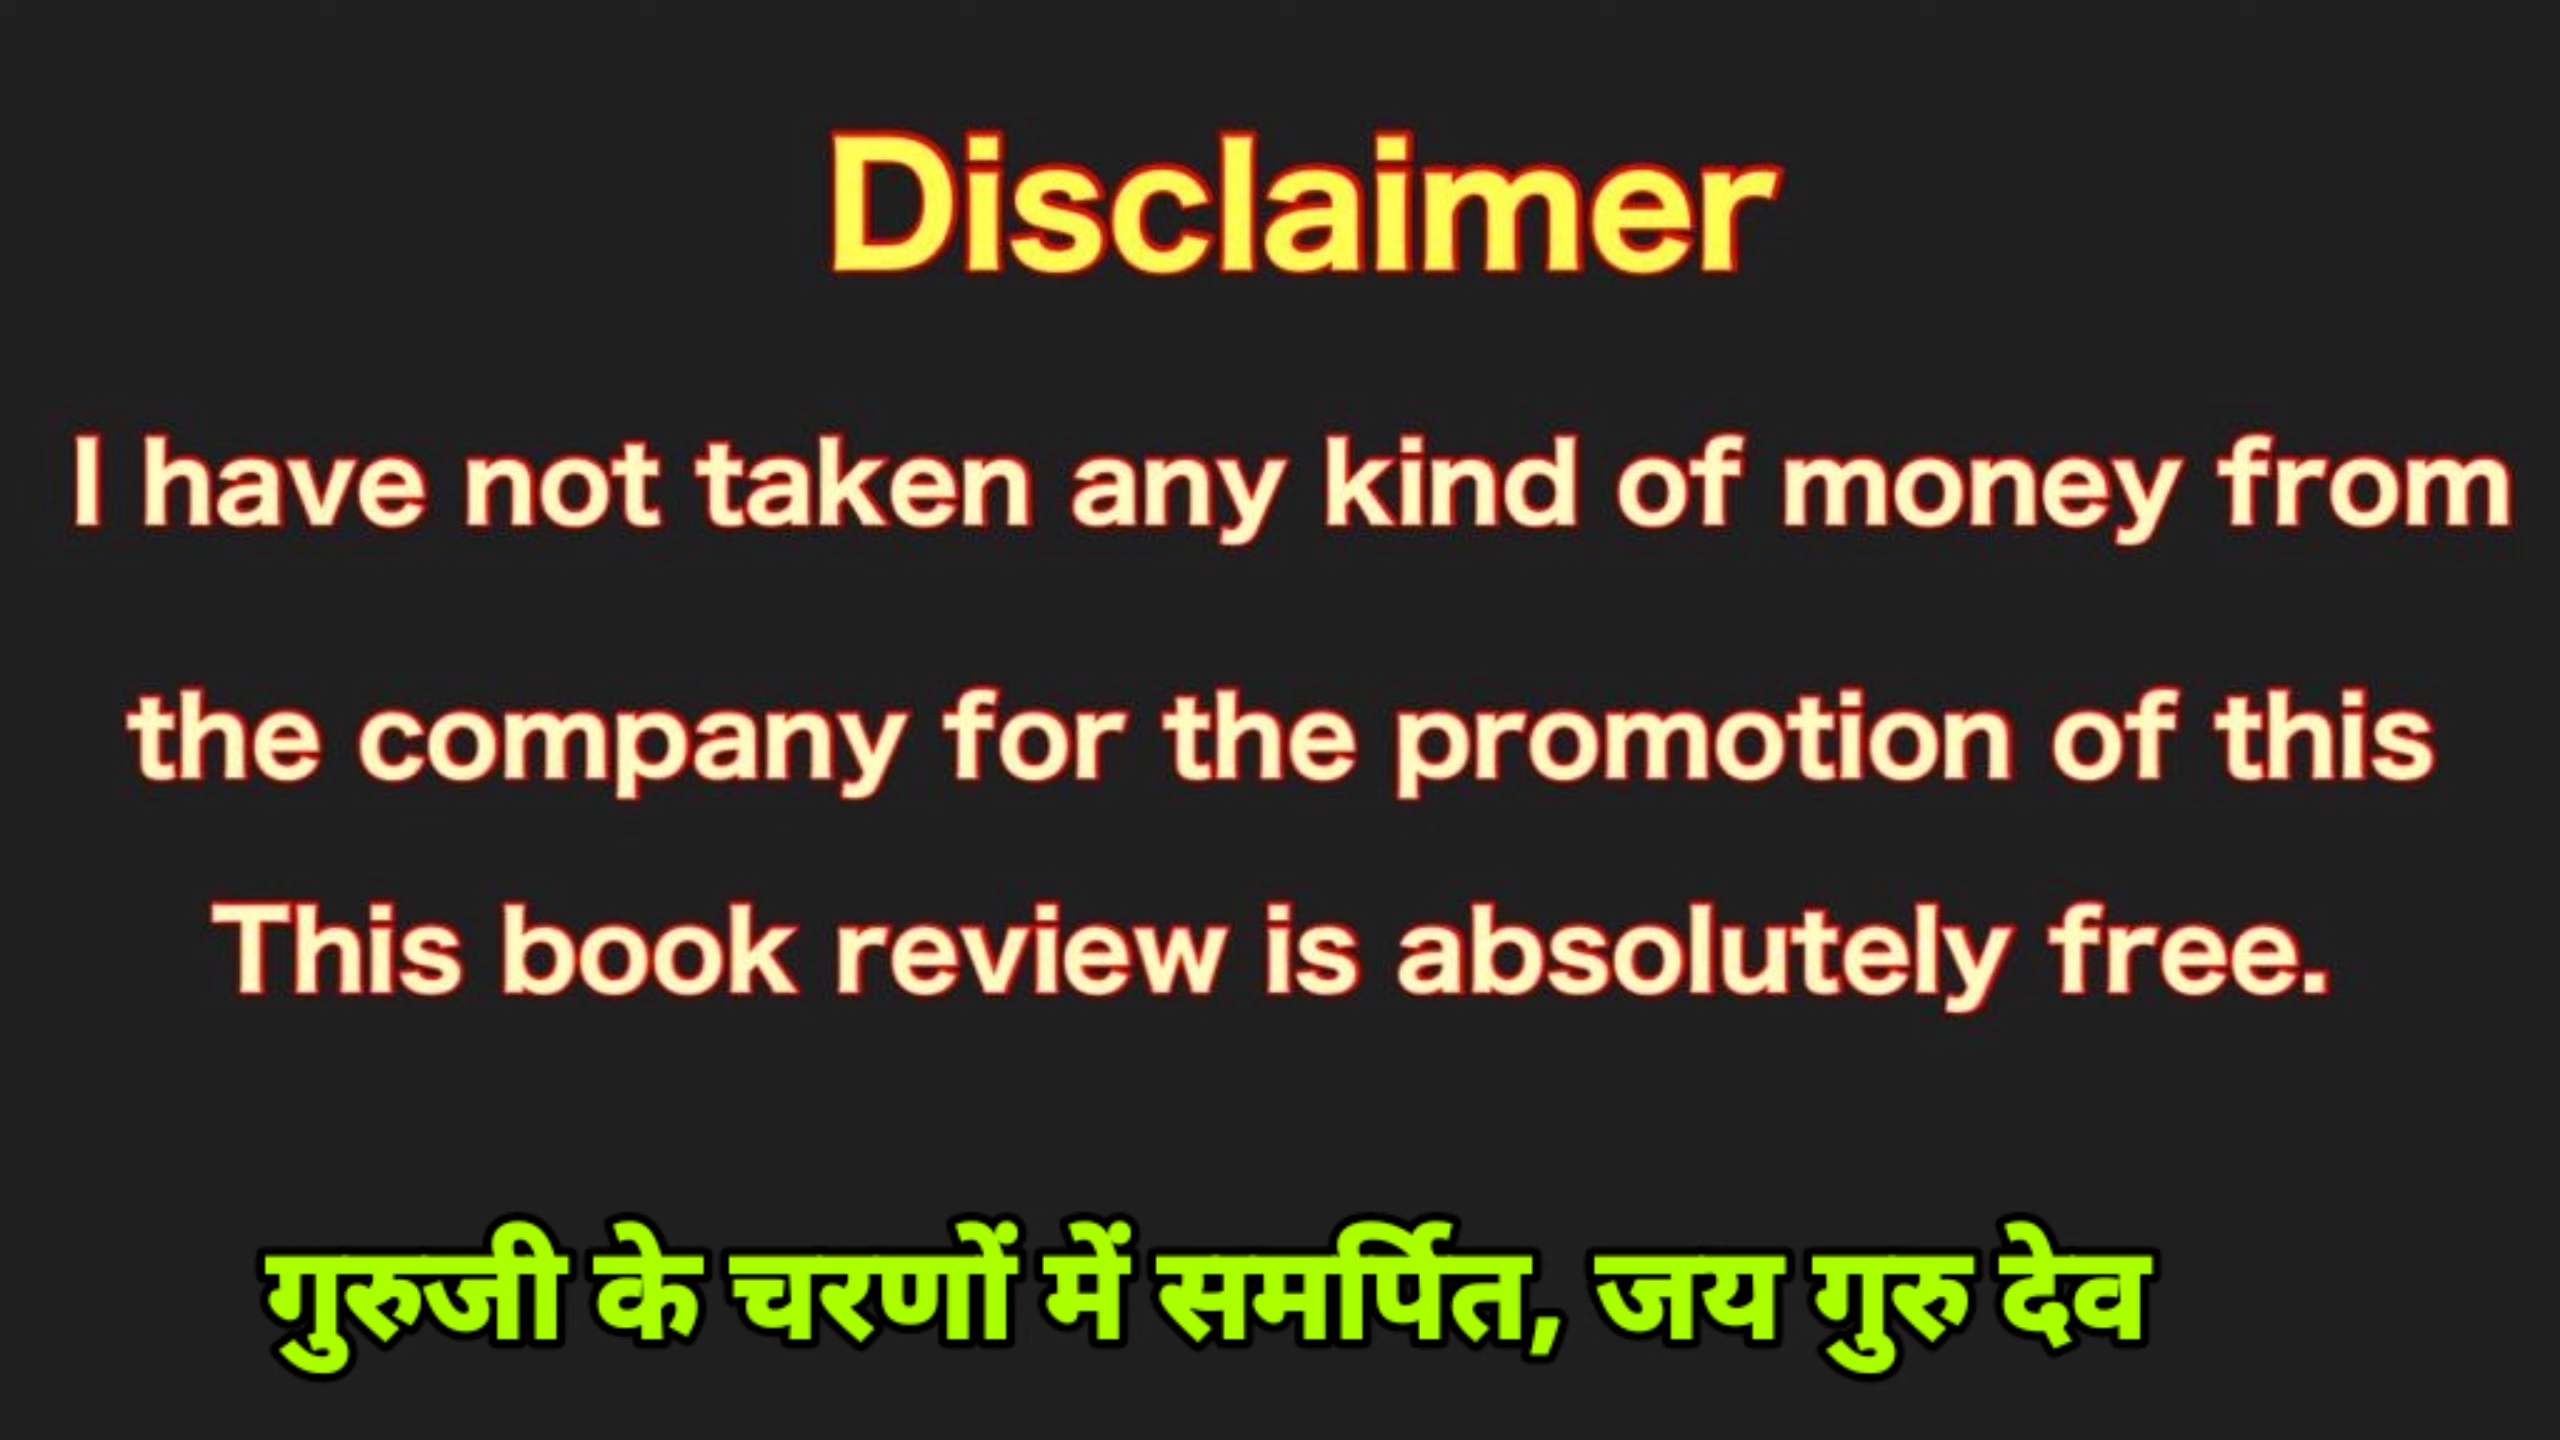 Disclaimer
I have not taken any kind of money from
the company for the promotion of this
This book review is absolutely free.
गुरुजी के चरणों में समर्पित, जय गुरु देव